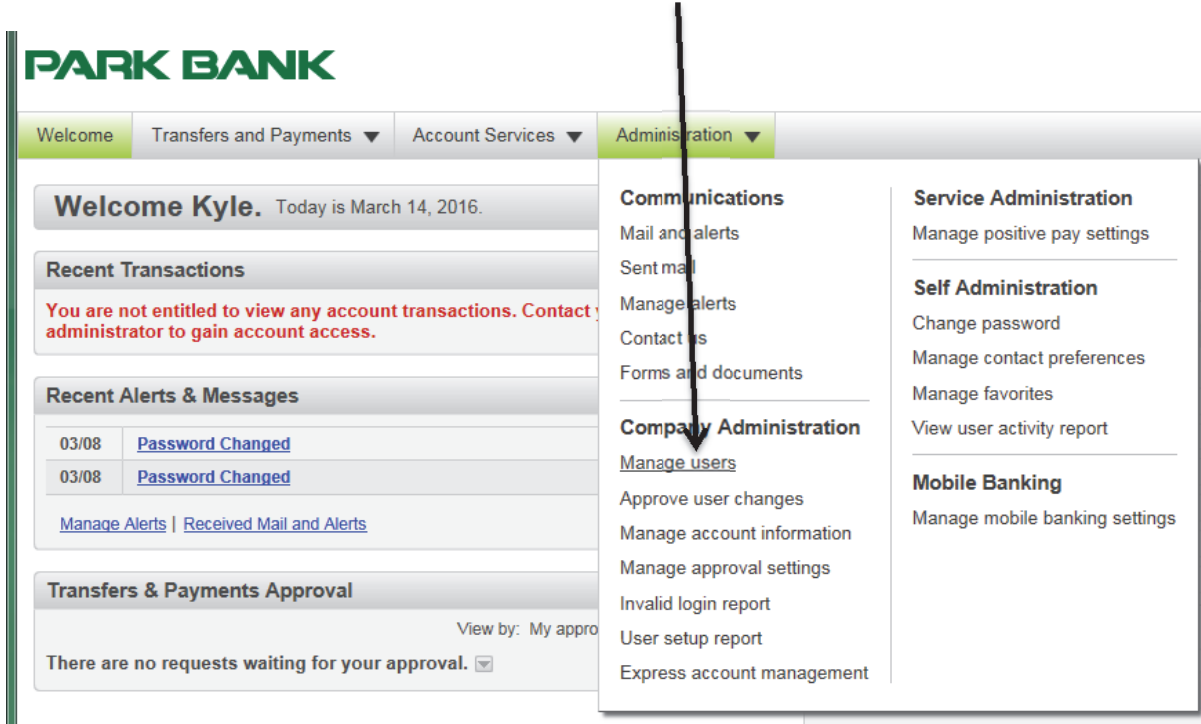 PARK BANK
Welcome Transfers and Payments Account Services Administration
Welcome Kyle. Today is March 14, 2016.
Recent Transactions
You are not entitled to view any account transactions. Contact
administrator to gain account access.
Recent Alerts & Messages
03/08 Password Changed
03/08 Password Changed
Manage Alerts | Received Mail and Alerts
Transfers & Payments Approval
View by: My appro
There are no requests waiting for your approval.
Communications
Mail and alerts
Sent mail
Manage alerts
Contact us
Forms and documents
Company Administration
Manage users
Approve user changes
Manage account information
Manage approval settings
Invalid login report
User setup report
Express account management
Service Administration
Manage positive pay settings
Self Administration
Change password
Manage contact preferences
Manage favorites
View user activity report
Mobile Banking
Manage mobile banking settings